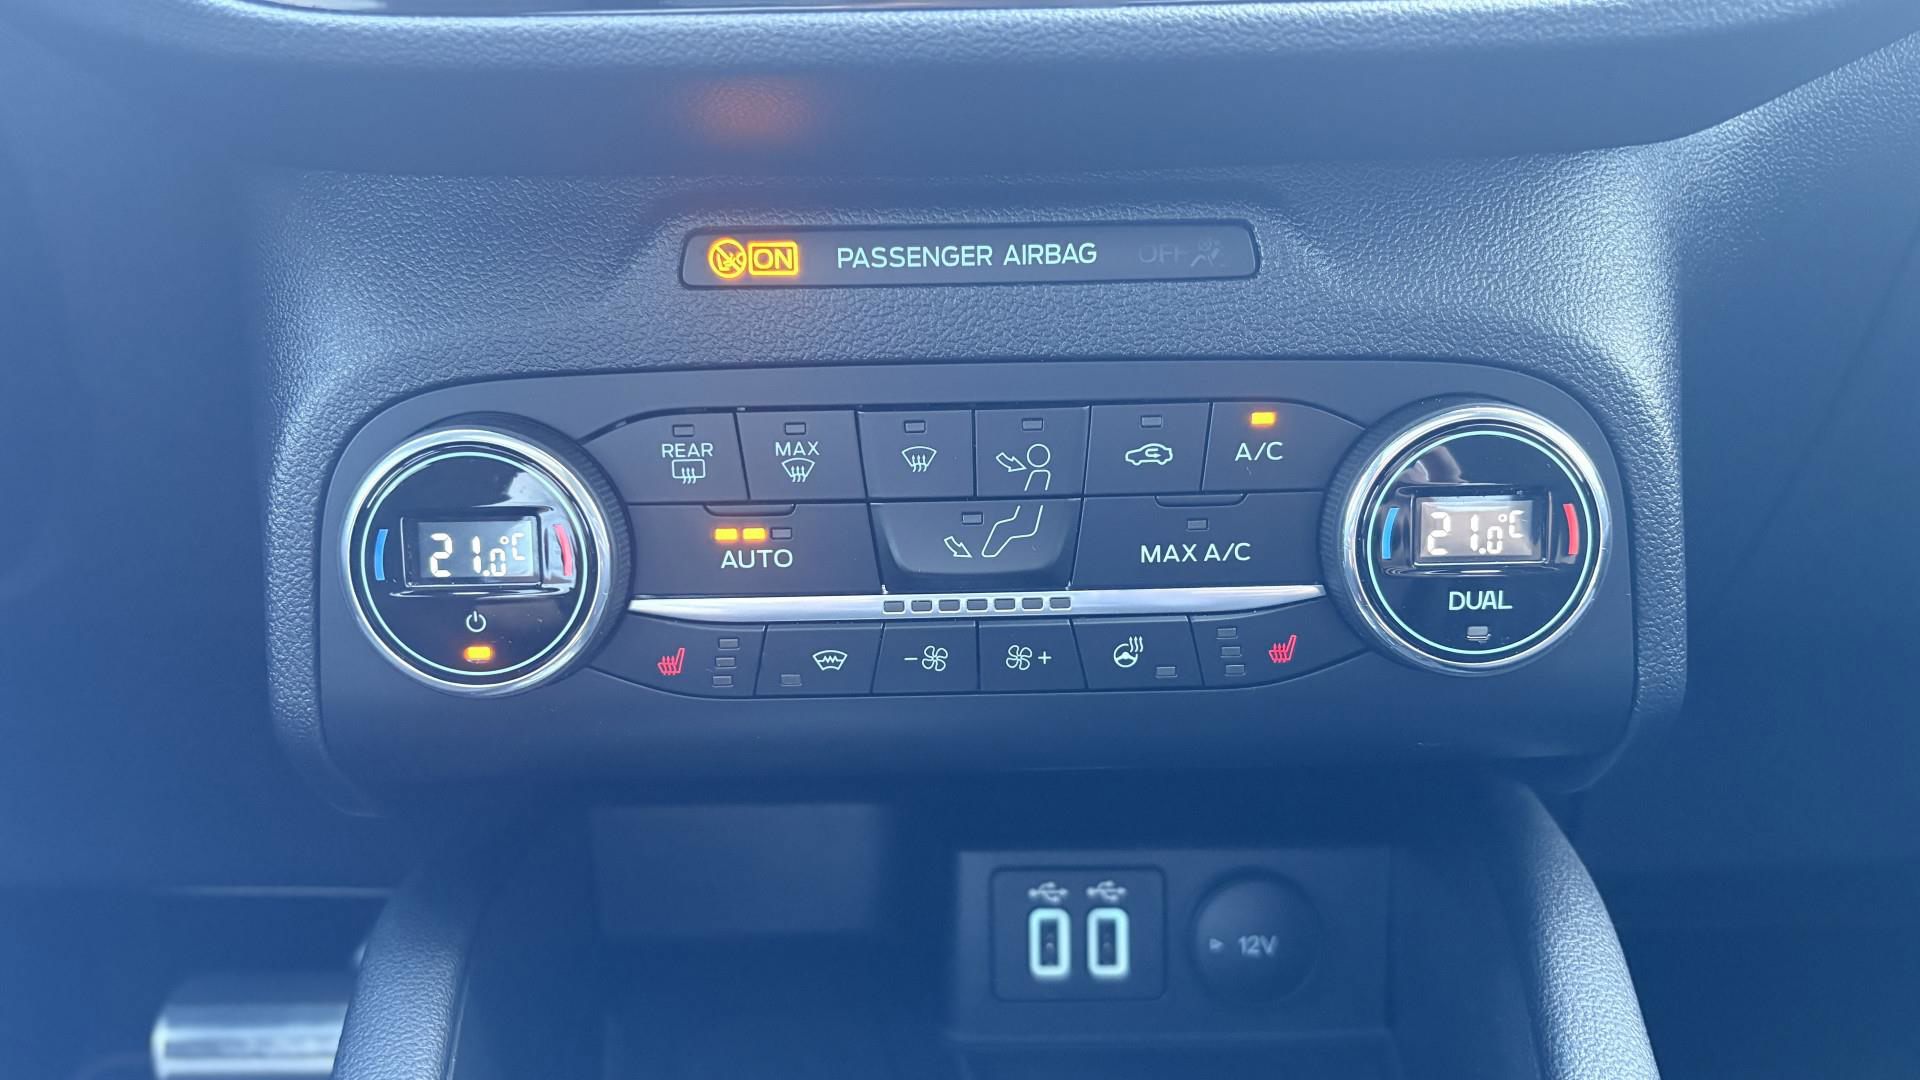 ON PASSENGER AIRBAG OFF
REAR
MAX
A/C
21.0°C
AUTO
MAX A/C
21.0°C
DUAL
- +
12V